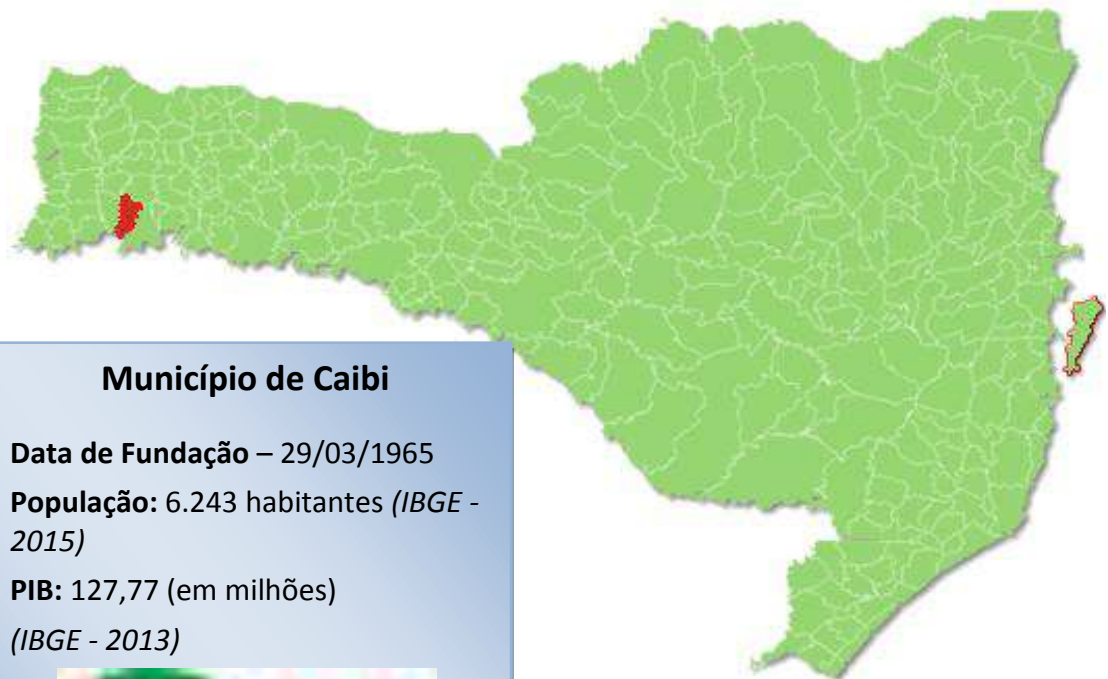 Município de Caibi
Data de Fundação – 29/03/1965
População: 6.243 habitantes (IBGE -
2015)
PIB: 127,77 (em milhões)
(IBGE - 2013)